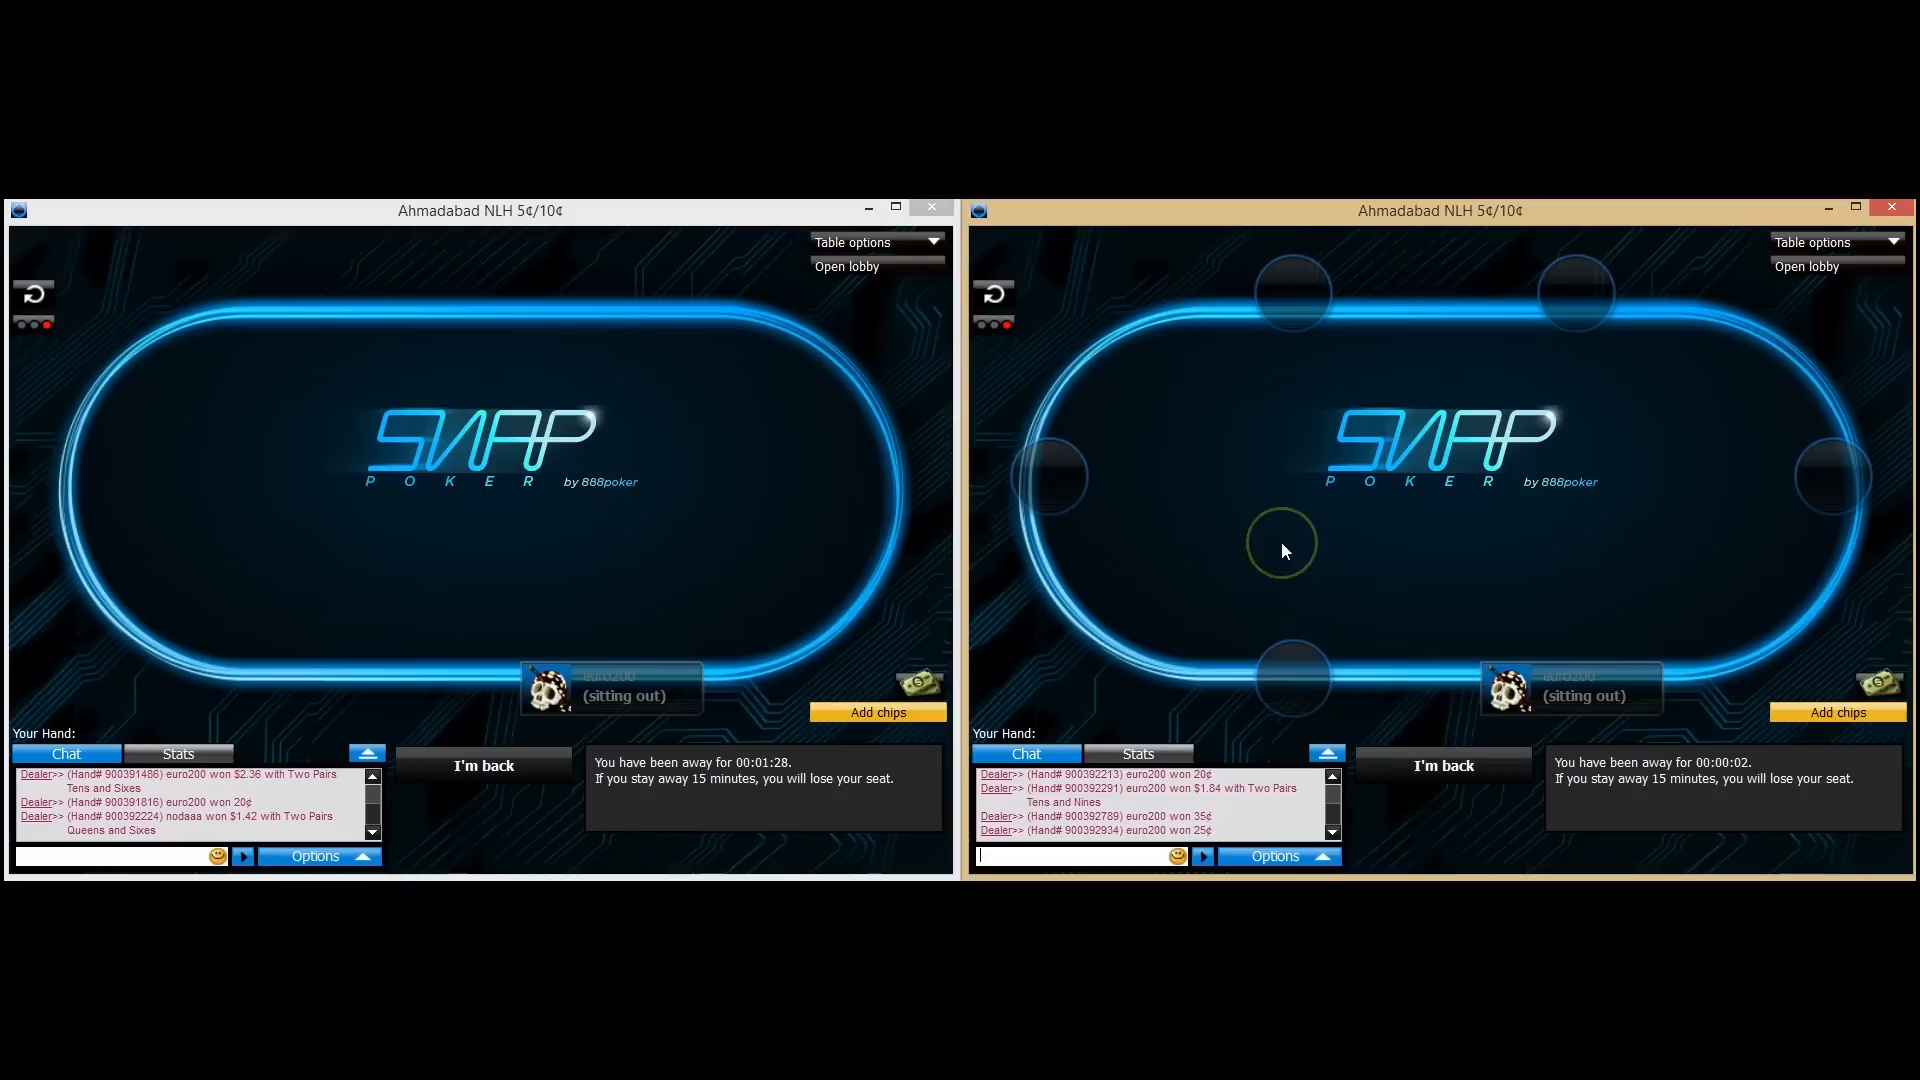 Ahmadabad NLH 5¢/10¢
Table options
Open lobby
SNAP
POKER by 888poker
euro200
(sitting out)
Add chips
Your Hand:
Chat
Stats
I'm back
You have been away for 00:01:28.
If you stay away 15 minutes, you will lose your seat.
Dealer>> (Hand# 900391486) euro200 won $2.36 with Two Pairs
Tens and Sixes
Dealer>> (Hand# 900391816) euro200 won 20¢
Dealer>> (Hand# 900392224) nodaaa won $1.42 with Two Pairs
Queens and Sixes
Options
Ahmadabad NLH 5¢/10¢
Table options
Open lobby
SNAP
POKER by 888poker
euro200
(sitting out)
Add chips
Your Hand:
Chat
Stats
I'm back
You have been away for 00:00:02.
If you stay away 15 minutes, you will lose your seat.
Dealer>> (Hand# 900392213) euro200 won 20¢
Dealer>> (Hand# 900392291) euro200 won $1.84 with Two Pairs
Tens and Nines
Dealer>> (Hand# 900392789) euro200 won 35¢
Dealer>> (Hand# 900392934) euro200 won 25¢
Options